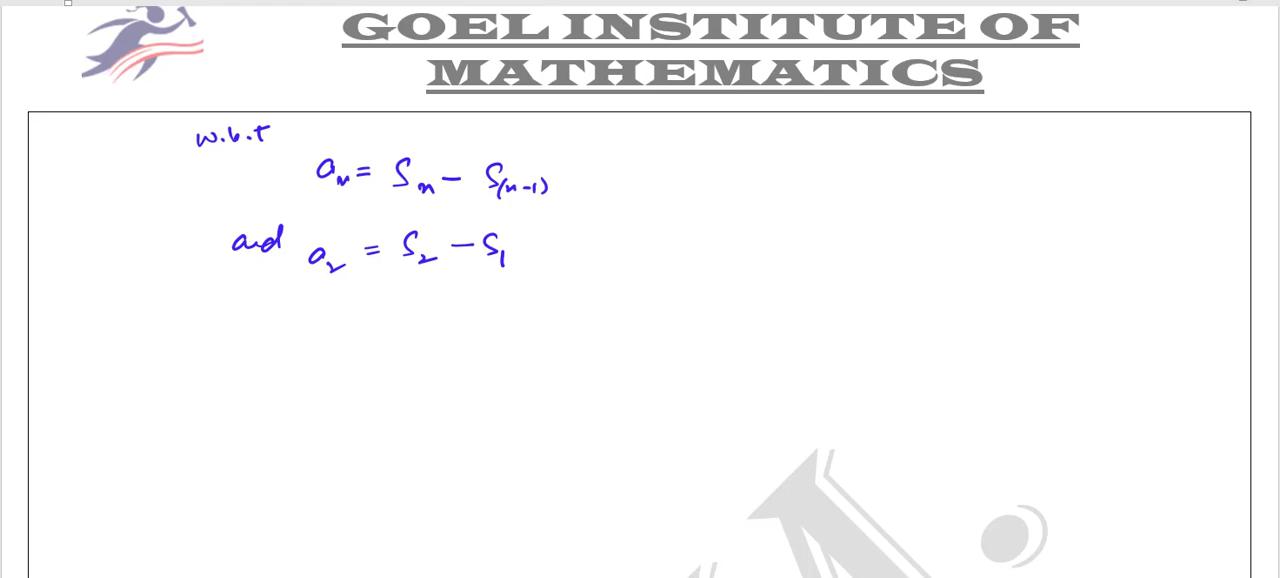 GOEL INSTITUTE OF
MATHEMATICS
w.k.t
aₙ = Sₙ - S₍ₙ₋₁₎
and a₂ = S₂ - S₁